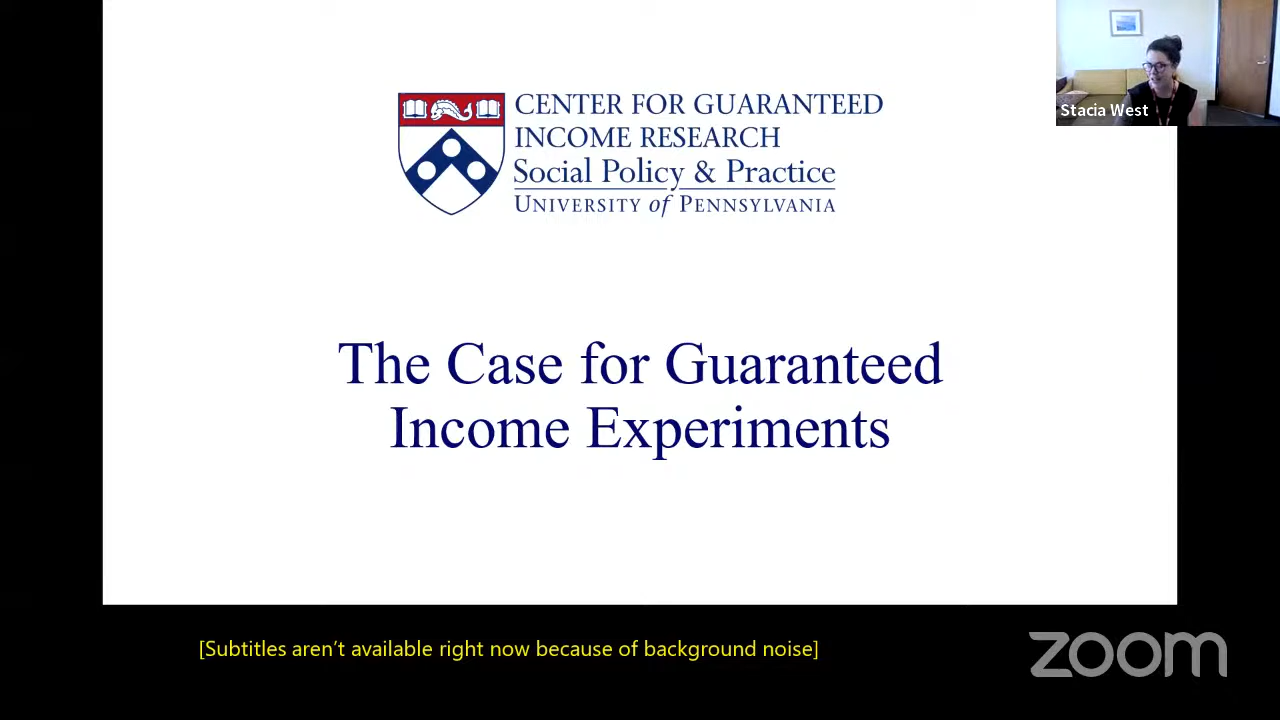 Stacia West
CENTER FOR GUARANTEED
INCOME RESEARCH
Social Policy & Practice
UNIVERSITY of PENNSYLVANIA
The Case for Guaranteed
Income Experiments
[Subtitles aren’t available right now because of background noise]
zoom